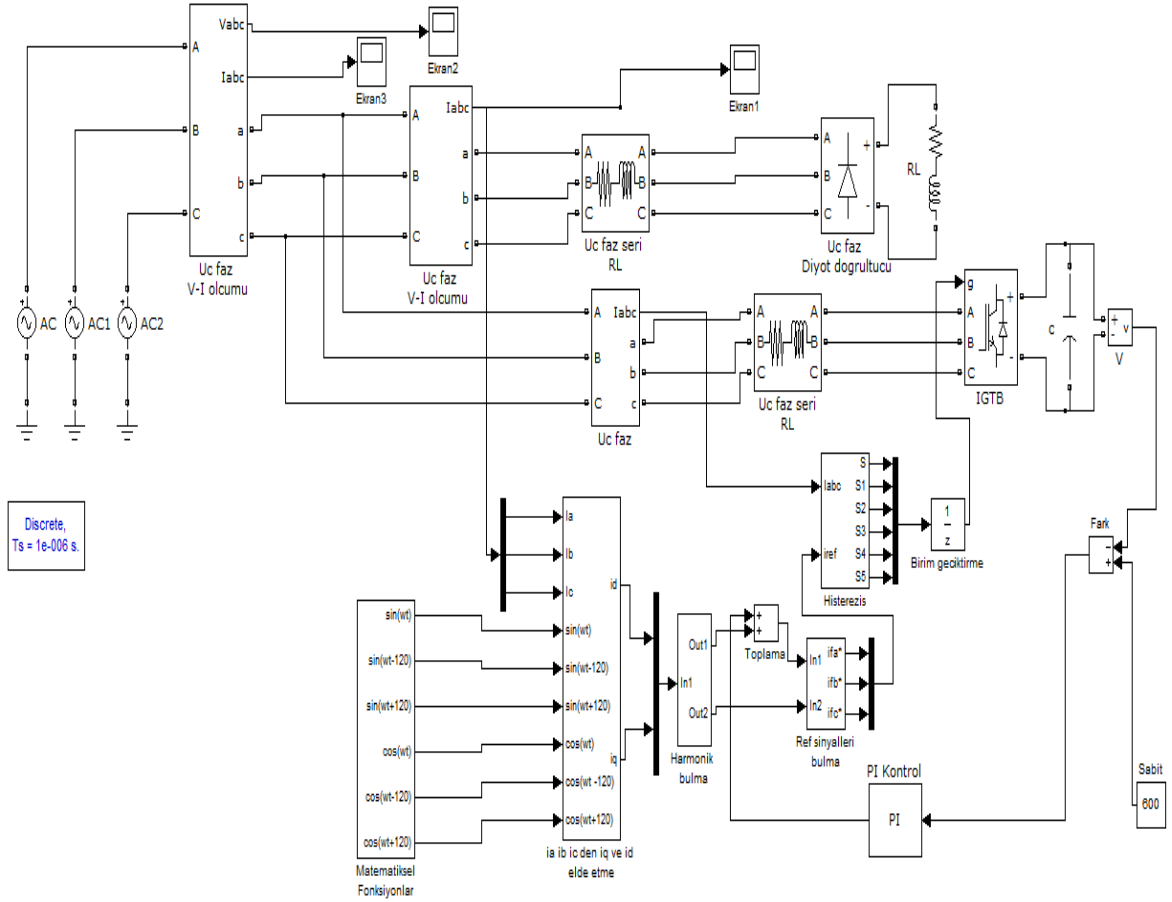 Vabc
A
Iabc
B
a
b
C
c
Uc faz
V-I olcumu
Ekran2
Ekran3
Ekran1
A
Iabc
a
B
b
C
c
Uc faz
V-I olcumu
A
A
B
B
C
C
Uc faz seri
RL
A
+
B
C
-
Uc faz
Diyot dogrultucu
RL
+
AC
+
AC1
+
AC2
A
Iabc
a
B
b
C
c
Uc faz
A
A
B
B
C
C
Uc faz seri
RL
g
A
+
B
-
C
IGTB
c
+
-
v
V
Discrete,
Ts = 1e-006 s.
Iabc
iref
S
S1
S2
S3
S4
S5
Histerezis
1
z
Birim geciktirme
Fark
-
+
Ia
Ib
Ic
sin(wt)
sin(wt-120)
sin(wt+120)
cos(wt)
cos(wt -120)
cos(wt+120)
id
iq
ia ib ic den iq ve id
elde etme
sin(wt)
sin(wt-120)
sin(wt+120)
cos(wt)
cos(wt-120)
cos(wt+120)
Matematiksel
Fonksiyonlar
In1
Out1
Out2
Harmonik
bulma
+
+
Toplama
In1
In2
ifa*
ifb*
ifc*
Ref sinyalleri
bulma
PI Kontrol
PI
Sabit
600